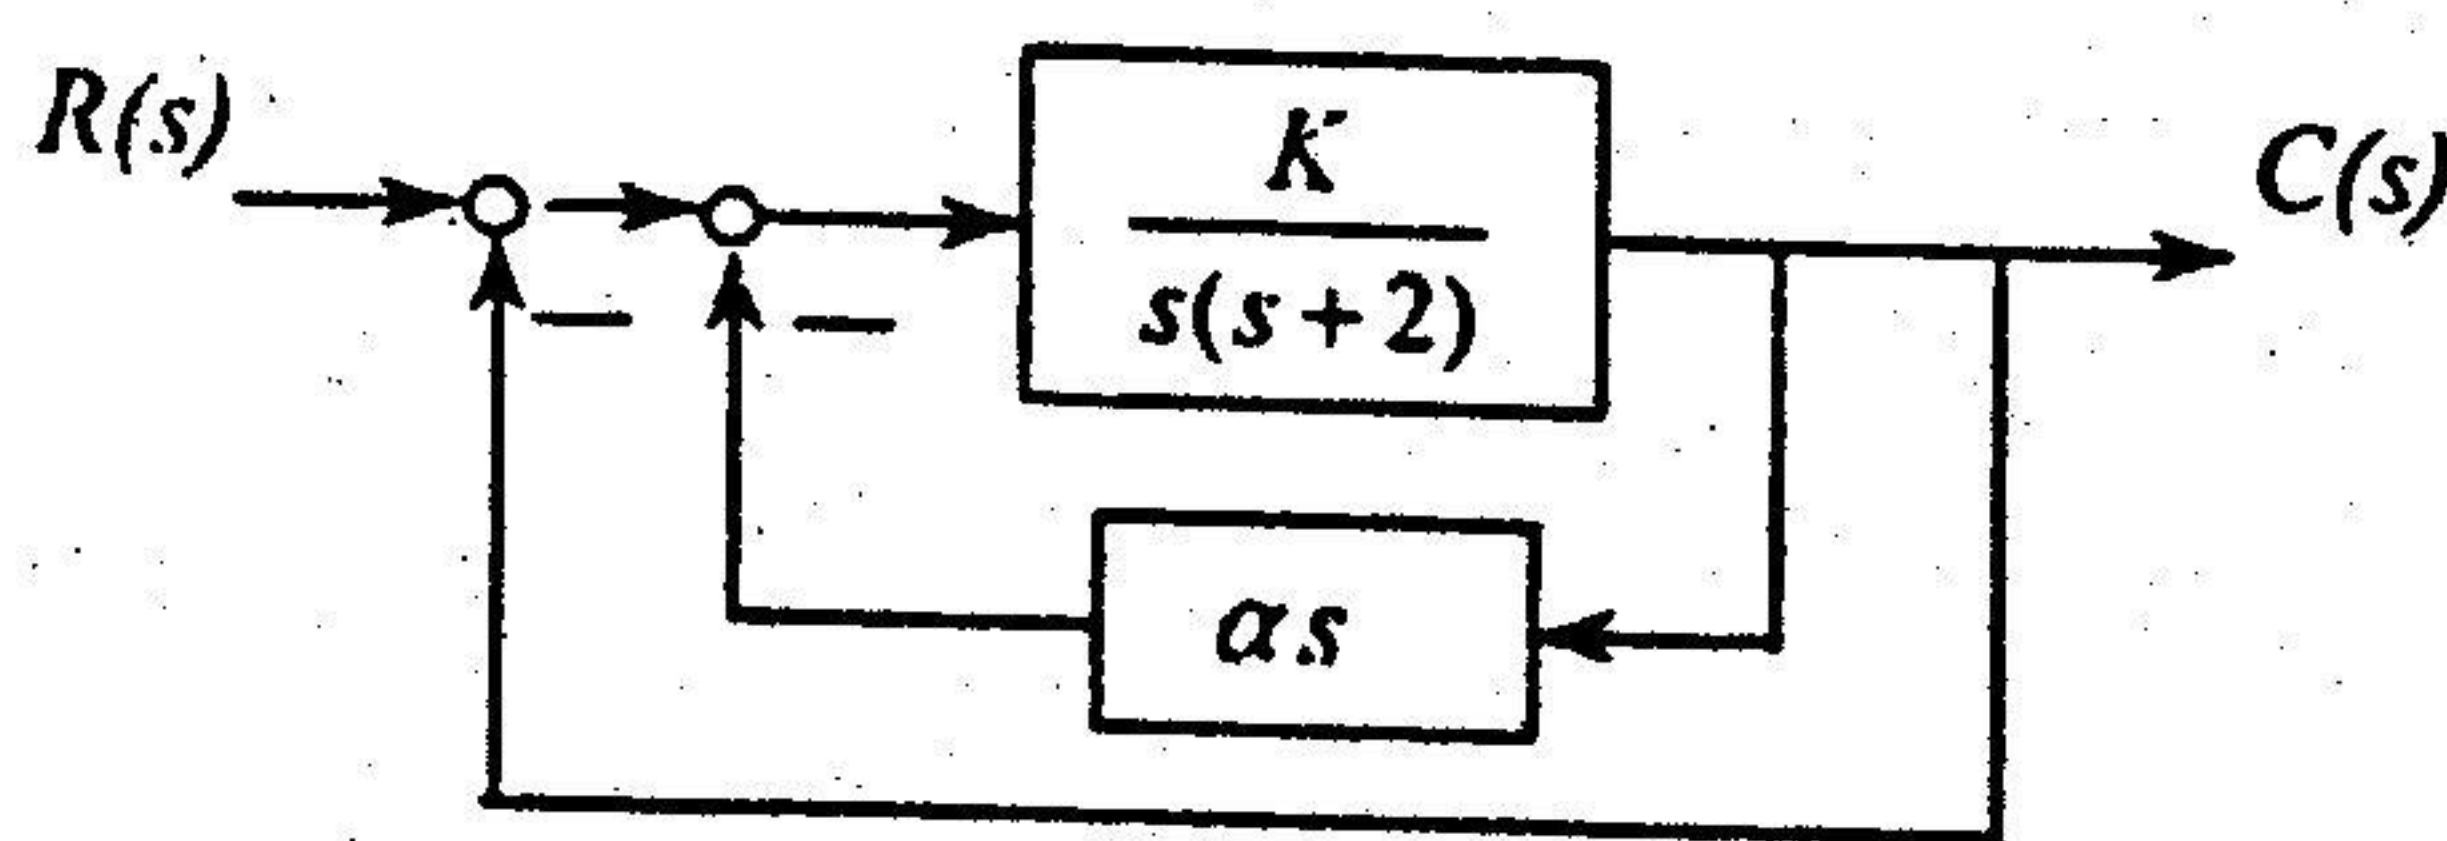 R(s)
K
s(s+2)
C(s)
− −
αs